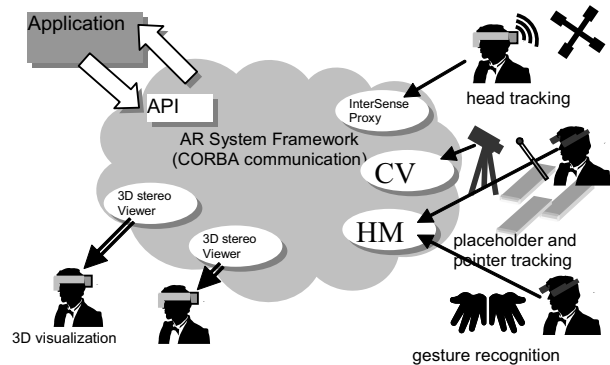 Application
API
InterSense
Proxy
head tracking
AR System Framework
(CORBA communication)
CV
3D stereo
Viewer
HM
placeholder and
pointer tracking
3D stereo
Viewer
3D visualization
gesture recognition